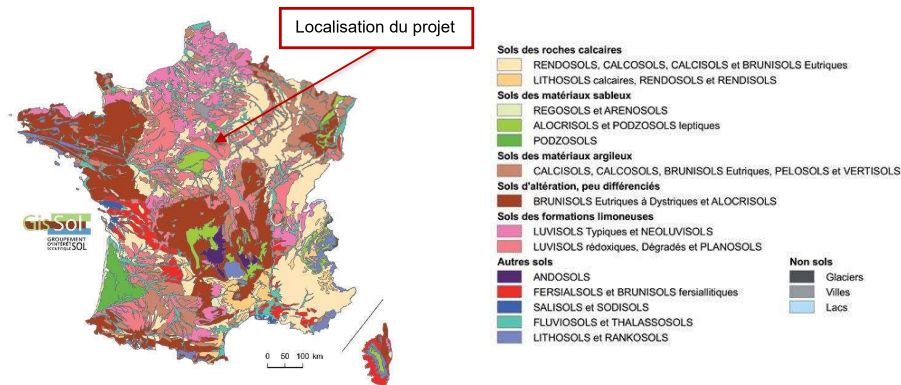 Localisation du projet
Sols des roches calcaires
RENDOSOLS, CALCOSOLS, CALCISOLS et BRUNISOLS Eutriques
LITHOSOLS calcaires, RENDOSOLS et RENDISOLS
Sols des matériaux sableux
REGOSOLS et ARENOSOLS
ALOCRISOLS et PODZOSOLS leptiques
PODZOSOLS
Sols des matériaux argileux
CALCISOLS, CALCOSOLS, BRUNISOLS Eutriques, PELOSOLS et VERTISOLS
Sols d'altération, peu différenciés
BRUNISOLS Eutriques à Dystriques et ALOCRISOLS
Sols des formations limoneuses
LUVISOLS Typiques et NEOLUVISOLS
LUVISOLS rédoxiques, Dégradés et PLANOSOLS
Autres sols
ANDOSOLS
FERSIALSOLS et BRUNISOLS fersiallitiques
SALISOLS et SODISOLS
FLUVIOSOLS et THALASSOSOLS
LITHOSOLS et RANKOSOLS
Non sols
Glaciers
Villes
Lacs
GisSol
GROUPEMENT
D'INTÉRÊT
SCIENTIFIQUE SOL
0 50 100 km